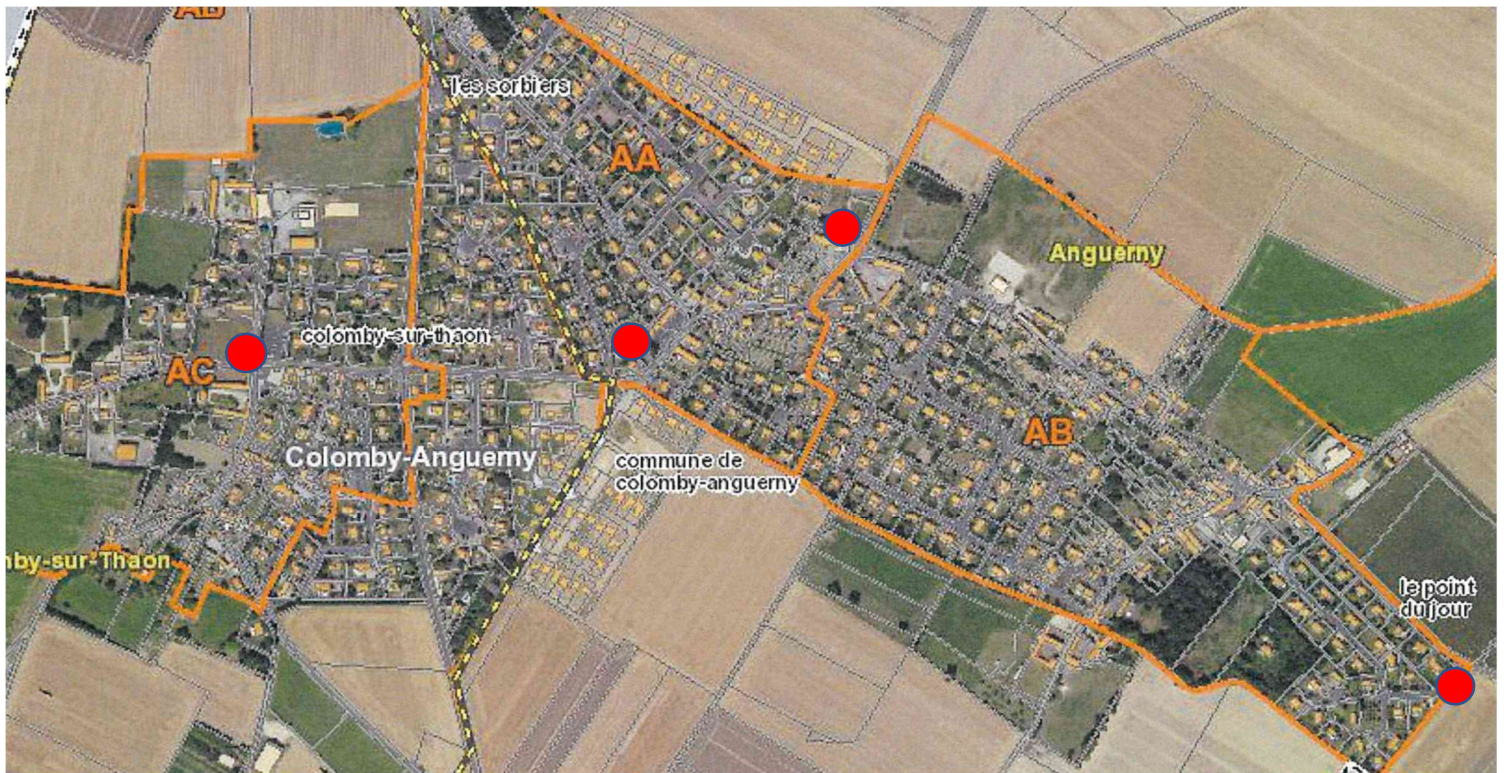 AB
les sorbiers
AA
Anguerny
colomby-sur-thaon
AC
AB
Colomby-Anguerny
commune de
colomby-anguerny
mby-sur-Thaon
le point
du jour